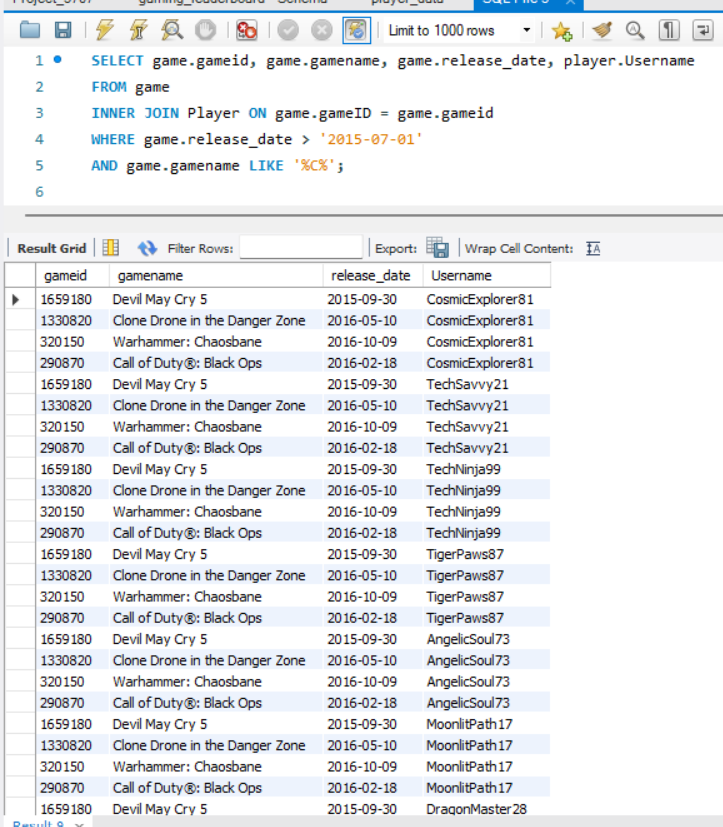 Project_3707 gaming_leaderboard - Schema player_data SQL File 3
Limit to 1000 rows
1 SELECT game.gameid, game.gamename, game.release_date, player.Username
2 FROM game
3 INNER JOIN Player ON game.gameID = game.gameid
4 WHERE game.release_date > '2015-07-01'
5 AND game.gamename LIKE '%C%';
6
Result Grid Filter Rows: Export: Wrap Cell Content:
gameid gamename release_date Username
1659180 Devil May Cry 5 2015-09-30 CosmicExplorer81
1330820 Clone Drone in the Danger Zone 2016-05-10 CosmicExplorer81
320150 Warhammer: Chaosbane 2016-10-09 CosmicExplorer81
290870 Call of Duty®: Black Ops 2016-02-18 CosmicExplorer81
1659180 Devil May Cry 5 2015-09-30 TechSavvy21
1330820 Clone Drone in the Danger Zone 2016-05-10 TechSavvy21
320150 Warhammer: Chaosbane 2016-10-09 TechSavvy21
290870 Call of Duty®: Black Ops 2016-02-18 TechSavvy21
1659180 Devil May Cry 5 2015-09-30 TechNinja99
1330820 Clone Drone in the Danger Zone 2016-05-10 TechNinja99
320150 Warhammer: Chaosbane 2016-10-09 TechNinja99
290870 Call of Duty®: Black Ops 2016-02-18 TechNinja99
1659180 Devil May Cry 5 2015-09-30 TigerPaws87
1330820 Clone Drone in the Danger Zone 2016-05-10 TigerPaws87
320150 Warhammer: Chaosbane 2016-10-09 TigerPaws87
290870 Call of Duty®: Black Ops 2016-02-18 TigerPaws87
1659180 Devil May Cry 5 2015-09-30 AngelicSoul73
1330820 Clone Drone in the Danger Zone 2016-05-10 AngelicSoul73
320150 Warhammer: Chaosbane 2016-10-09 AngelicSoul73
290870 Call of Duty®: Black Ops 2016-02-18 AngelicSoul73
1659180 Devil May Cry 5 2015-09-30 MoonlitPath17
1330820 Clone Drone in the Danger Zone 2016-05-10 MoonlitPath17
320150 Warhammer: Chaosbane 2016-10-09 MoonlitPath17
290870 Call of Duty®: Black Ops 2016-02-18 MoonlitPath17
1659180 Devil May Cry 5 2015-09-30 DragonMaster28
Result 9